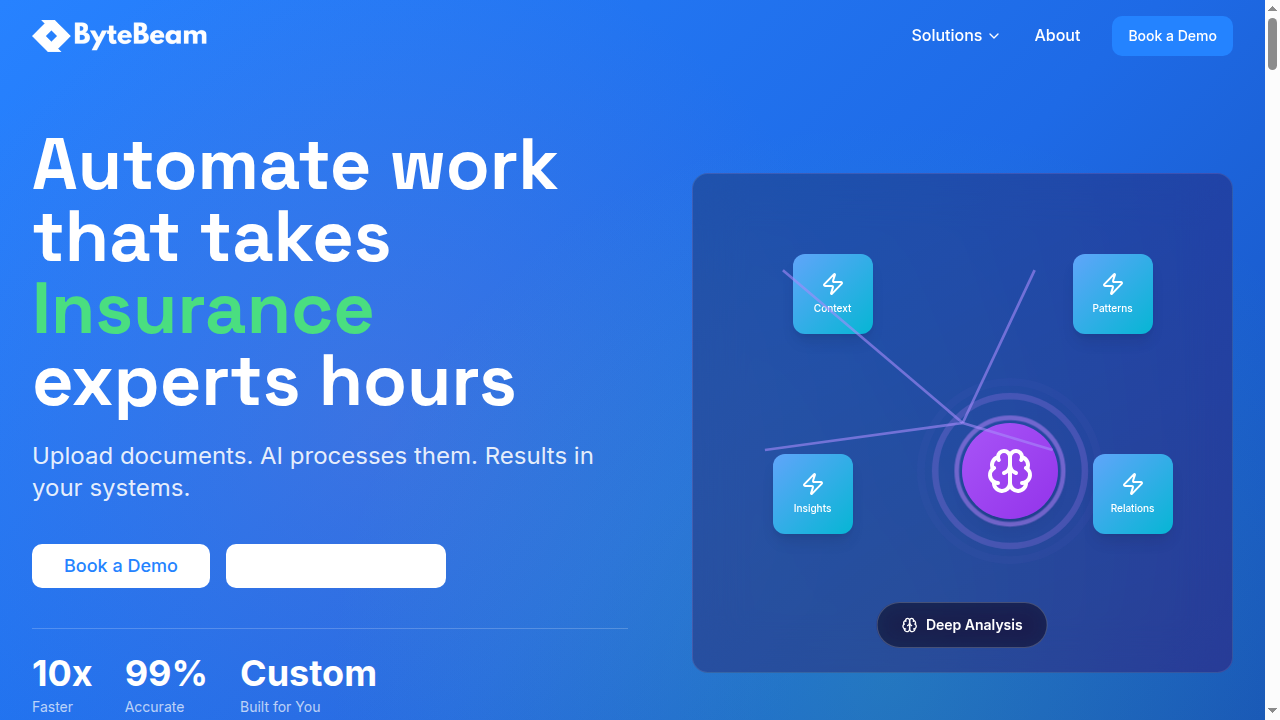 ByteBeam
Solutions
About
Book a Demo
Automate work
that takes
Insurance
experts hours
Upload documents. AI processes them. Results in
your systems.
Book a Demo
10x
Faster
99%
Accurate
Custom
Built for You
Context
Patterns
Insights
Relations
Deep Analysis